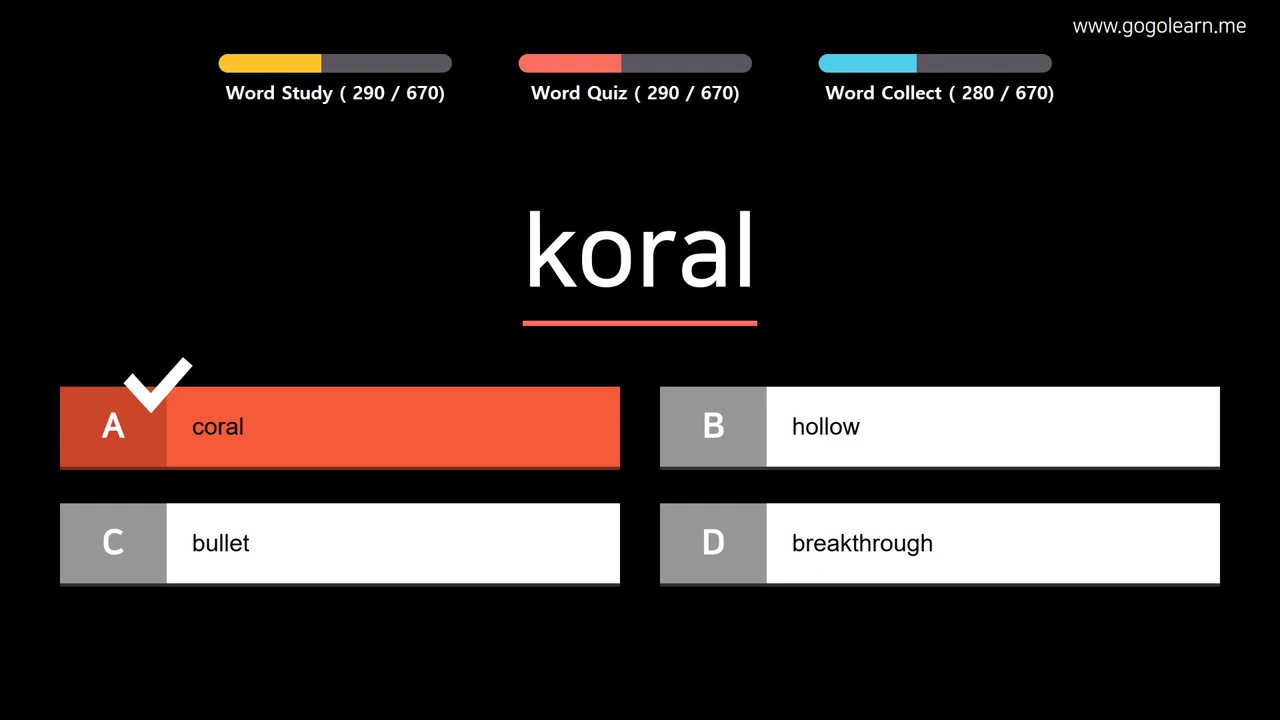 www.gogolearn.me
Word Study ( 290 / 670)
Word Quiz ( 290 / 670)
Word Collect ( 280 / 670)
koral
A coral
B hollow
C bullet
D breakthrough